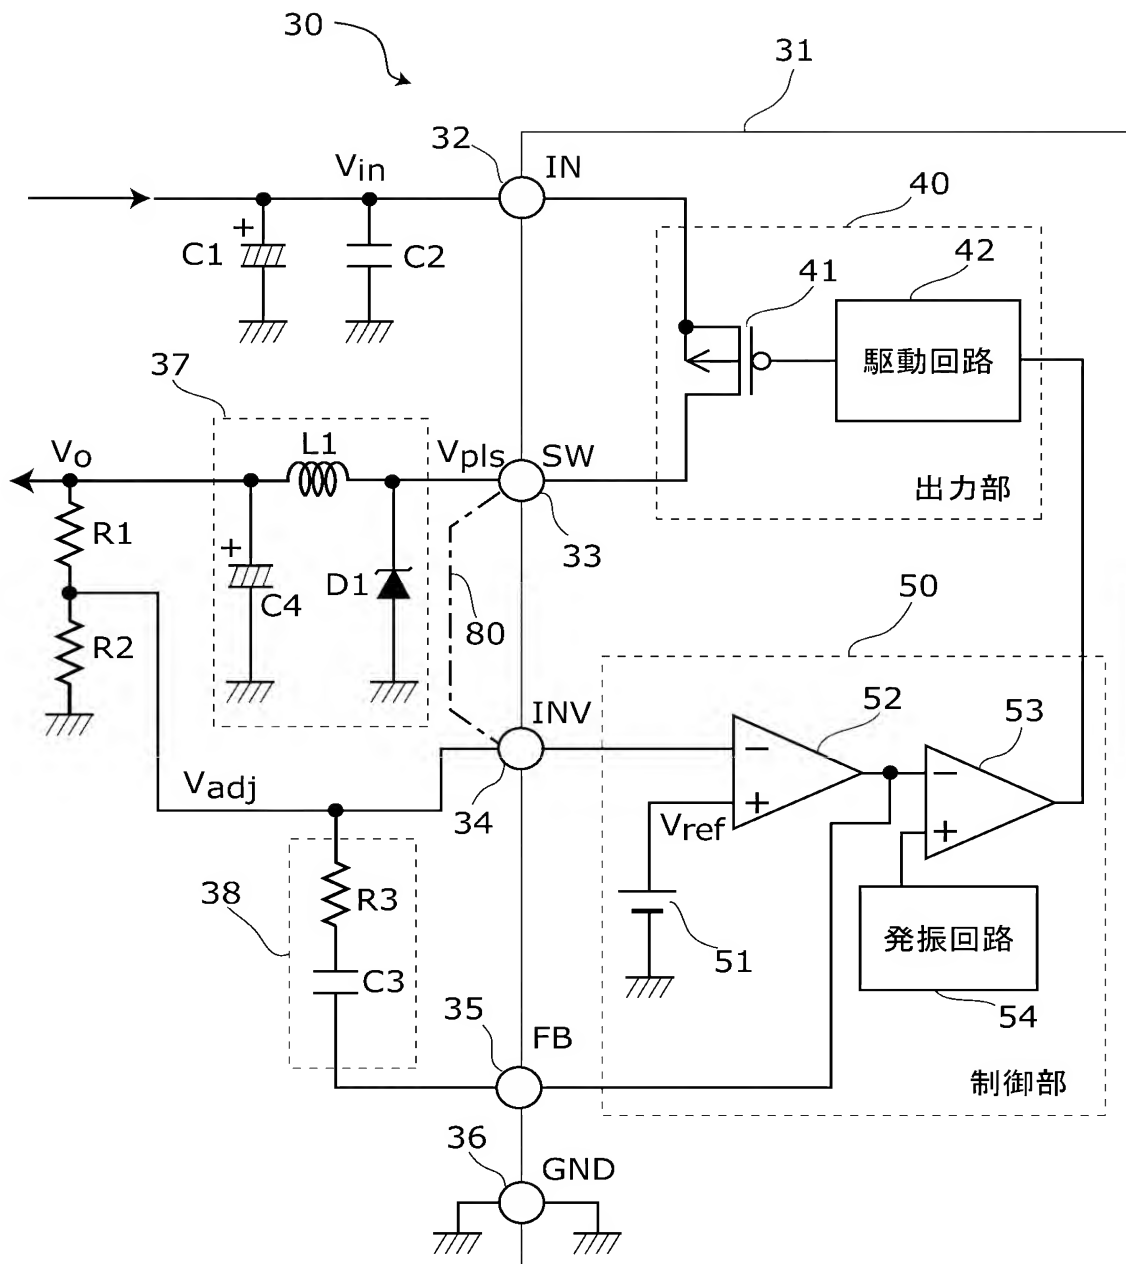 30
31
32
IN
Vin
40
+
C1
C2
41
42
駆動回路
37
L1
Vo
Vpls
SW
出力部
R1
33
+
C4
D1
80
R2
50
INV
52
53
−
−
Vadj
34
Vref
+
+
38
R3
51
発振回路
C3
54
35
FB
制御部
36
GND